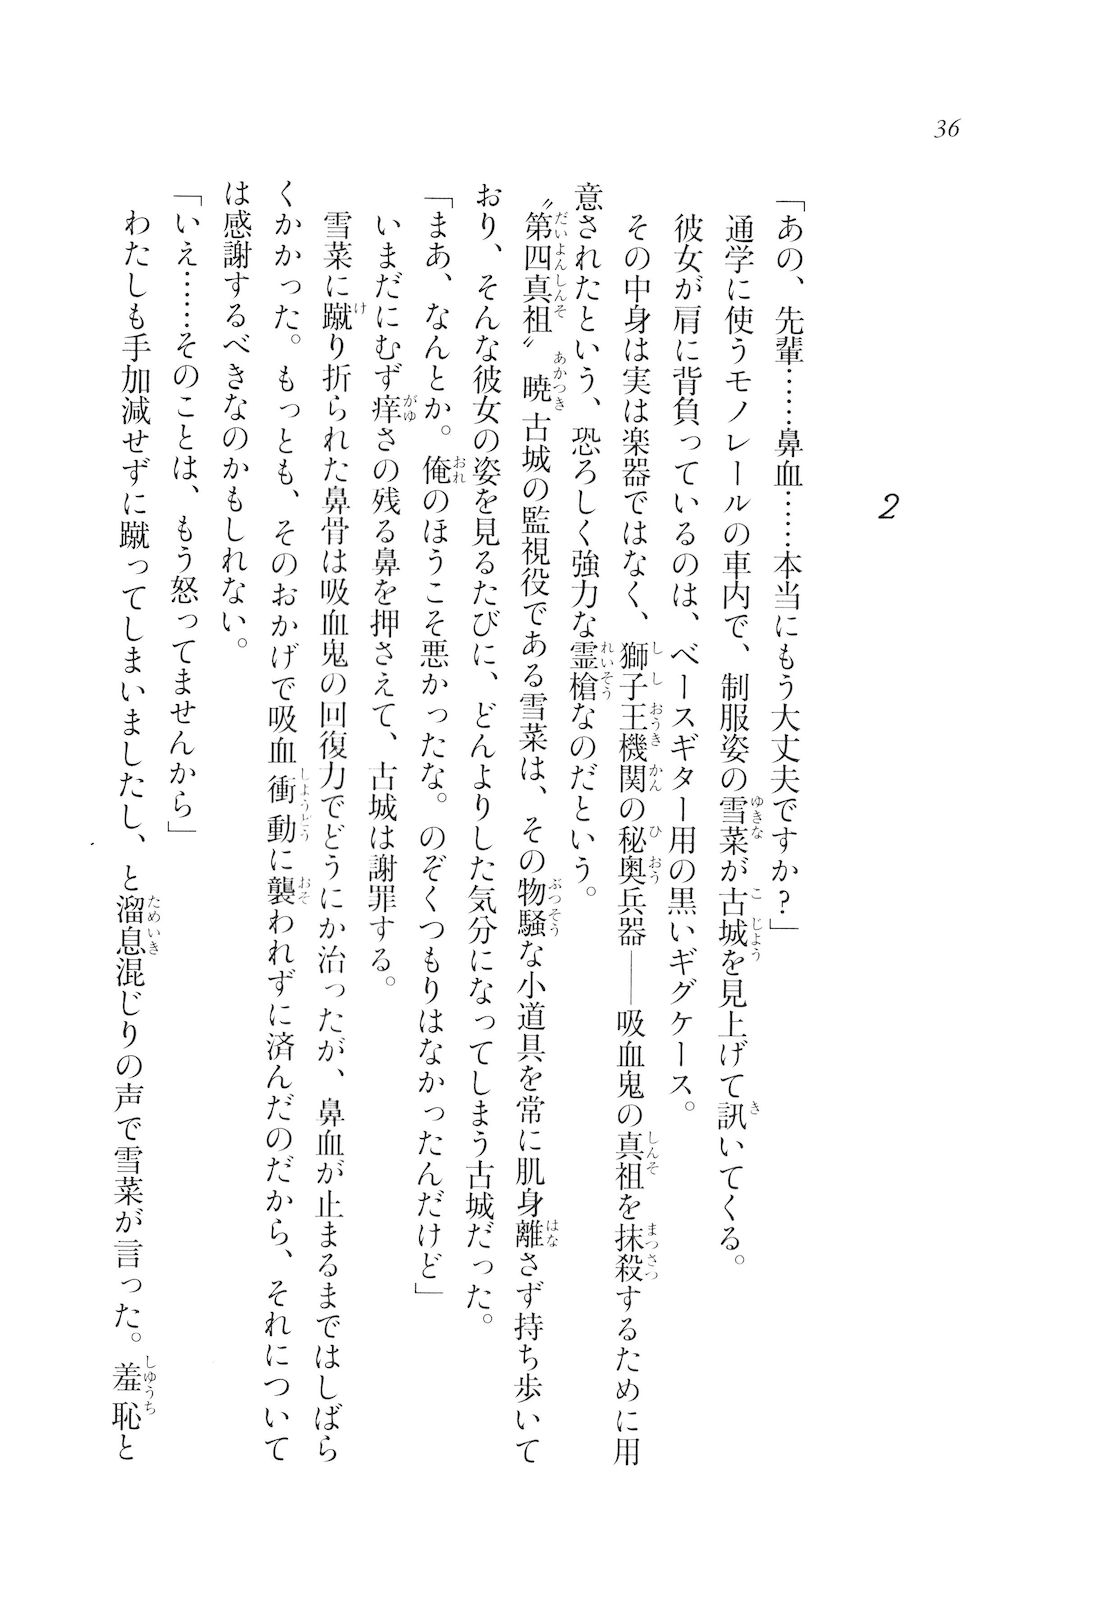 36
2
「あの、先輩……鼻血……本当にもう大丈夫ですか?」
通学に使うモノレールの車内で、制服姿の雪菜が古城を見上げて訊いてくる。
彼女が肩に背負っているのは、ベースギター用の黒いギグケース。
その中身は実は楽器ではなく、獅子王機関の秘奥兵器――吸血鬼の真祖を抹殺するために用
意されたという、恐ろしく強力な霊槍なのだという。
〝第四真祖〟暁古城の監視役である雪菜は、その物騒な小道具を常に肌身離さず持ち歩いて
おり、そんな彼女の姿を見るたびに、どんよりした気分になってしまう古城だった。
「まあ、なんとか。俺のほうこそ悪かったな。のぞくつもりはなかったんだけど」
いまだにむず痒さの残る鼻を押さえて、古城は謝罪する。
雪菜に蹴り折られた鼻骨は吸血鬼の回復力でどうにか治ったが、鼻血が止まるまではしばら
くかかった。もっとも、そのおかげで吸血衝動に襲われずに済んだのだから、それについて
は感謝するべきなのかもしれない。
「いえ……そのことは、もう怒ってませんから」
わたしも手加減せずに蹴ってしまいましたし、と溜息混じりの声で雪菜が言った。羞恥と